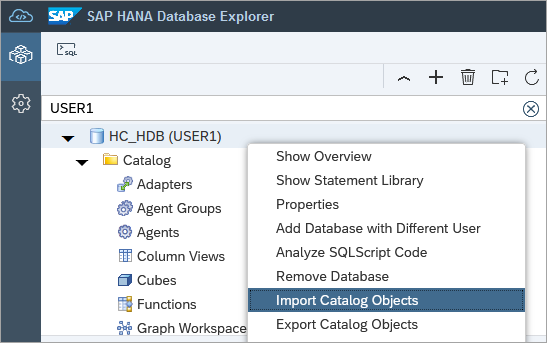 SAP SAP HANA Database Explorer
SQL
USER1
HC_HDB (USER1)
Catalog
Adapters
Agent Groups
Agents
Column Views
Cubes
Functions
Graph Workspace
Show Overview
Show Statement Library
Properties
Add Database with Different User
Analyze SQLScript Code
Remove Database
Import Catalog Objects
Export Catalog Objects